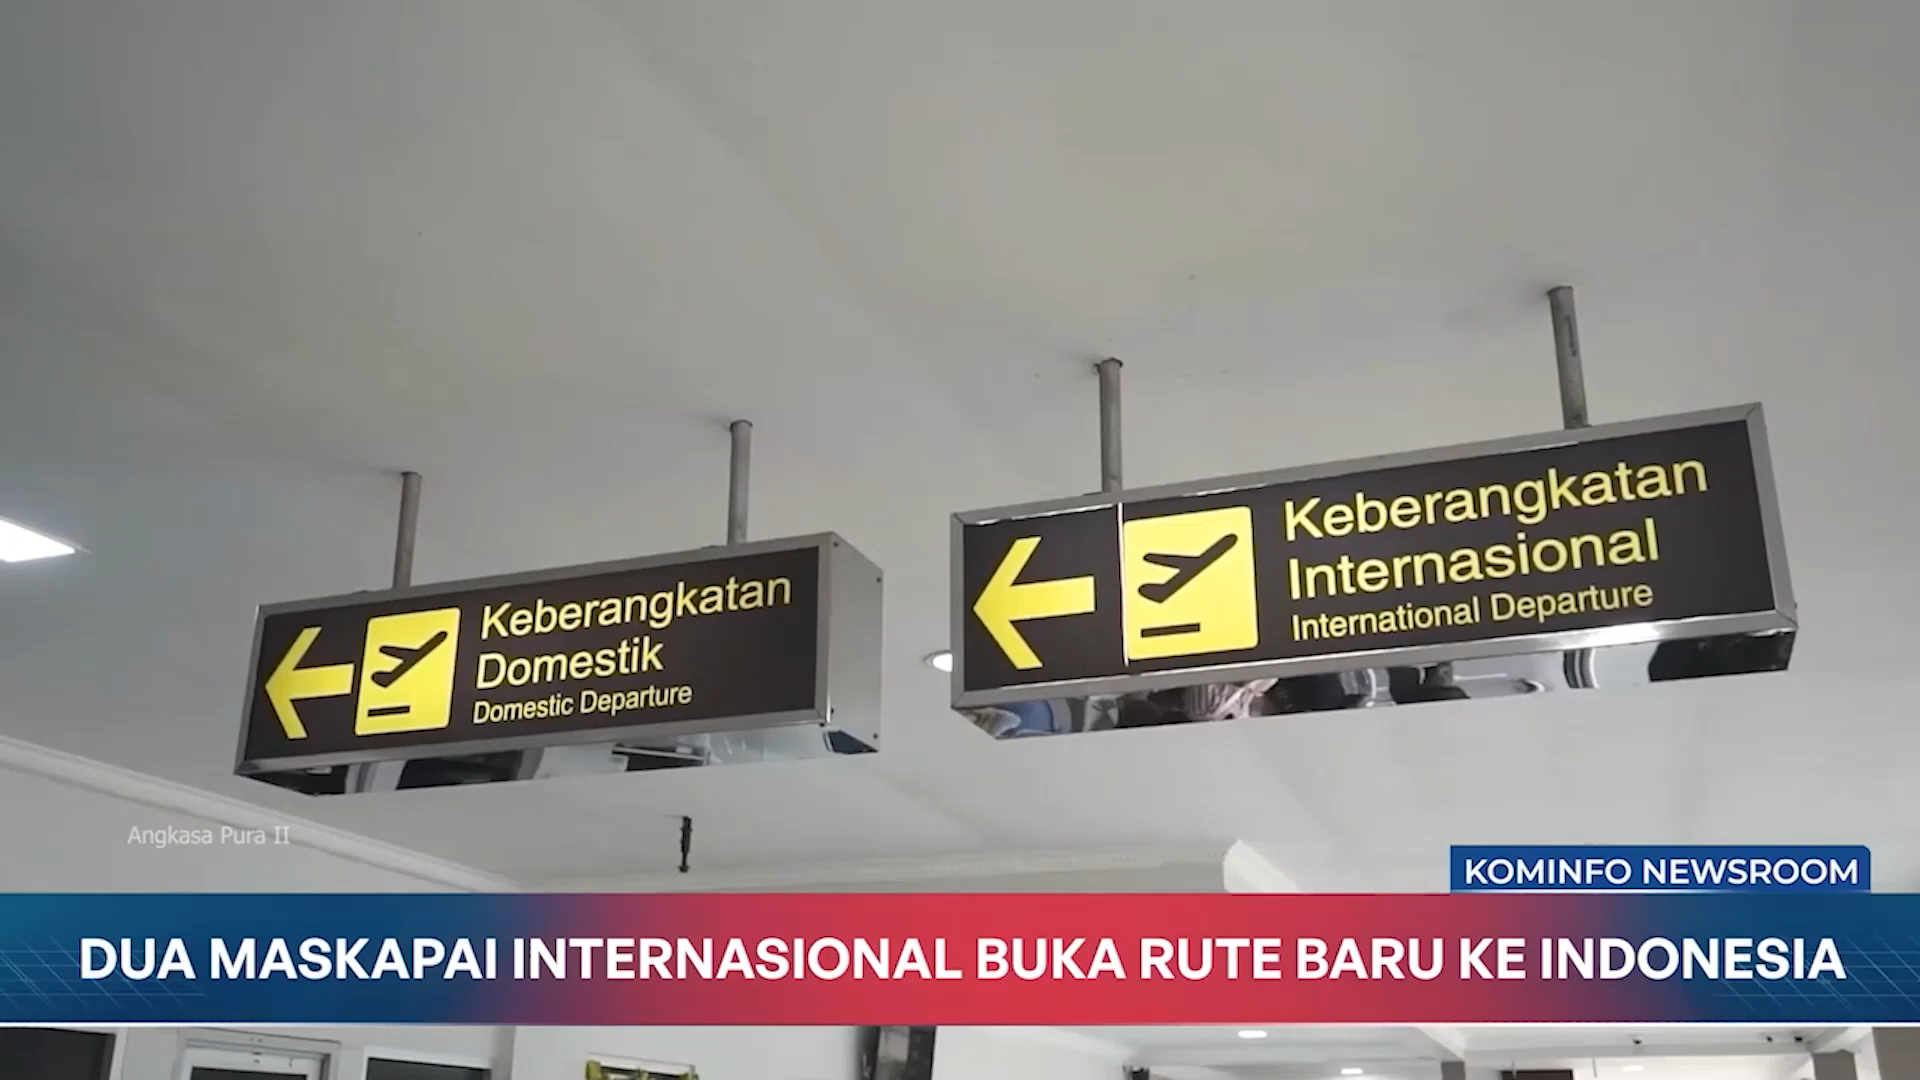 Keberangkatan
Domestik
Domestic Departure
Keberangkatan
Internasional
International Departure
Angkasa Pura II
KOMINFO NEWSROOM
DUA MASKAPAI INTERNASIONAL BUKA RUTE BARU KE INDONESIA